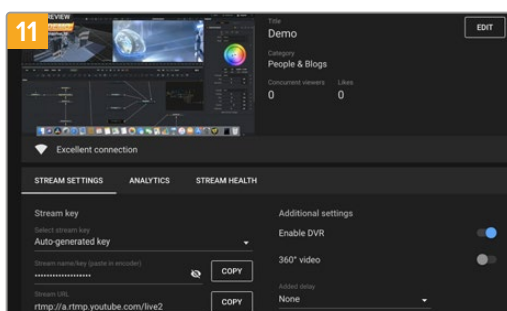 11
REVIEW
Title
Demo
EDIT
Category
People & Blogs
Concurrent viewers
Likes
0
0
Excellent connection
STREAM SETTINGS
ANALYTICS
STREAM HEALTH
Stream key
Additional settings
Select stream key
Auto-generated key
Enable DVR
Stream name/key (paste in encoder)
••••••••••••••••••••
COPY
360° video
Stream URL
rtmp://a.rtmp.youtube.com/live2
COPY
Added delay
None